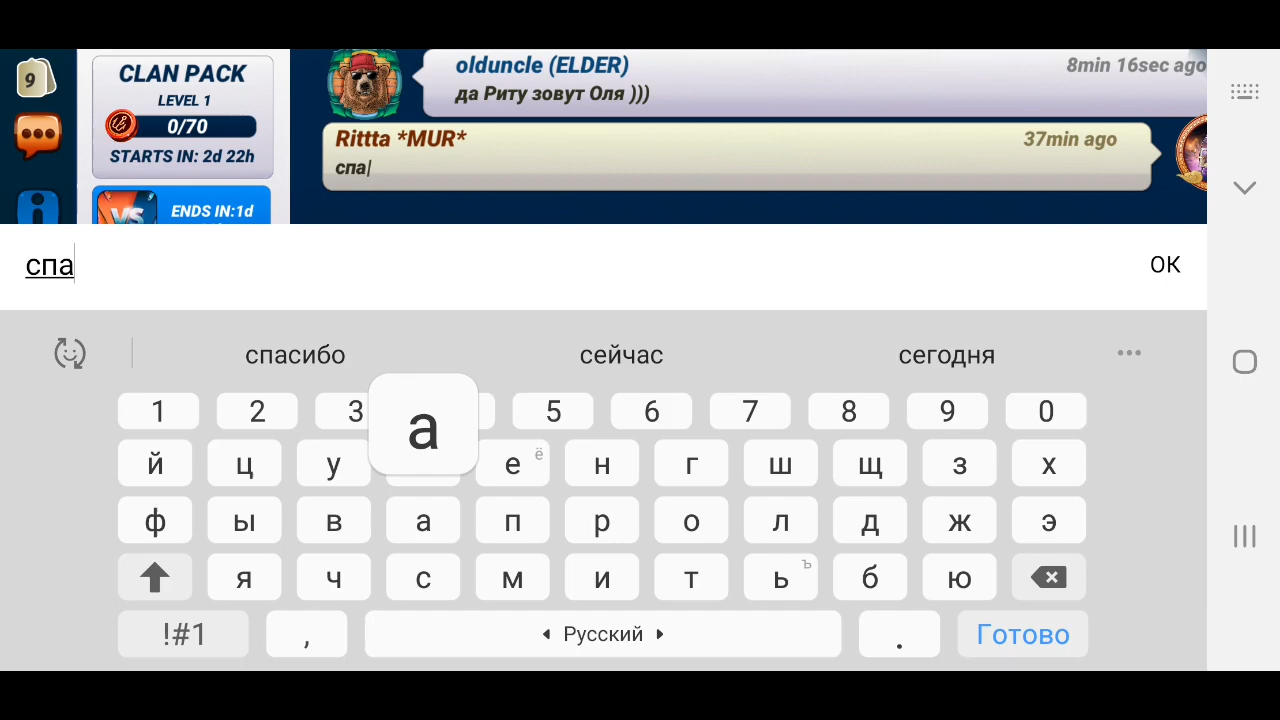 9
CLAN PACK
LEVEL 1
0/70
STARTS IN: 2d 22h
VS
ENDS IN:1d
olduncle (ELDER)
8min 16sec ago
да Риту зовут Оля )))
Rittta *MUR*
37min ago
спа
спа
ОК
спасибо
сейчас
сегодня
1 2 3 5 6 7 8 9 0
а
й ц у е ё н г ш щ з х
ф ы в а п р о л д ж э
я ч с м и т ь ъ б ю
!#1 , Русский . Готово